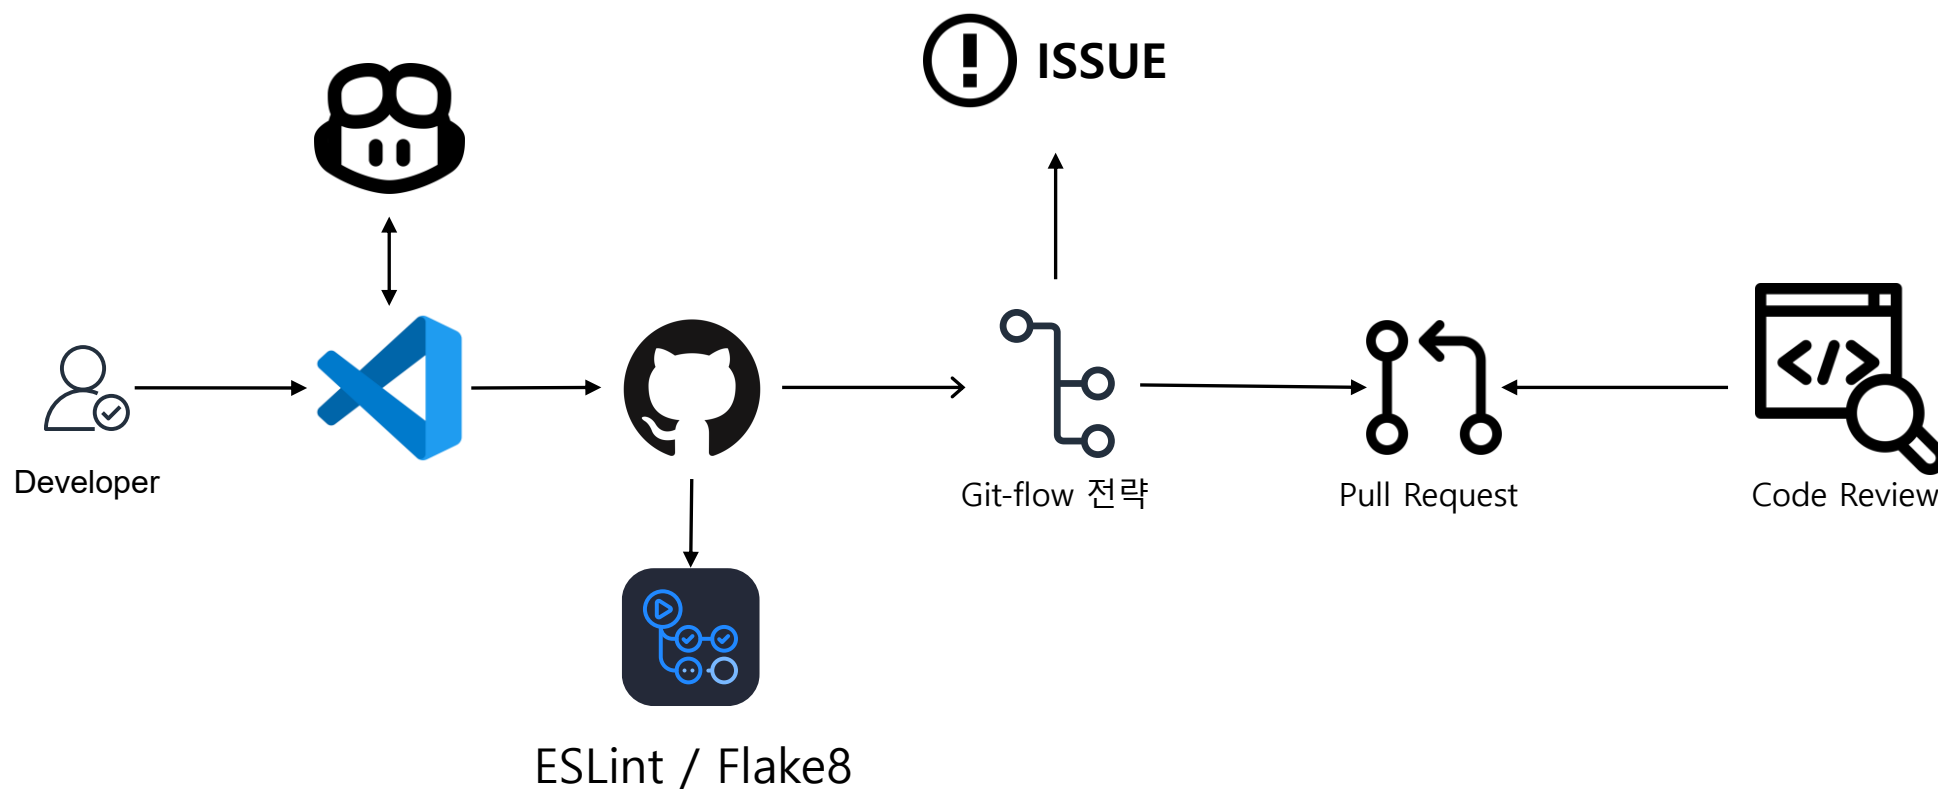 ISSUE
Developer
Git-flow 전략
Pull Request
Code Review
ESLint / Flake8